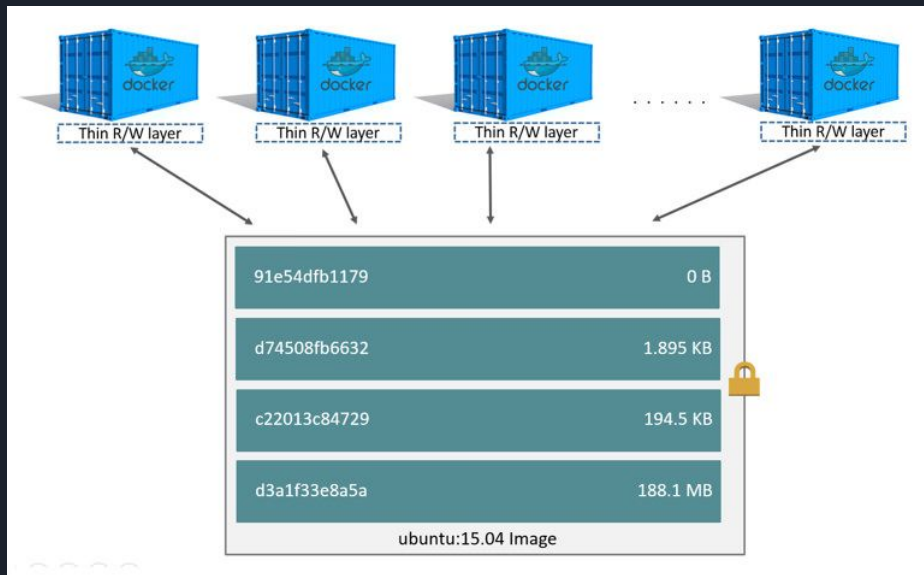 docker docker docker docker
Thin R/W layer Thin R/W layer Thin R/W layer . . . . . . Thin R/W layer
91e54dfb1179 0 B
d74508fb6632 1.895 KB
c22013c84729 194.5 KB
d3a1f33e8a5a 188.1 MB
ubuntu:15.04 Image